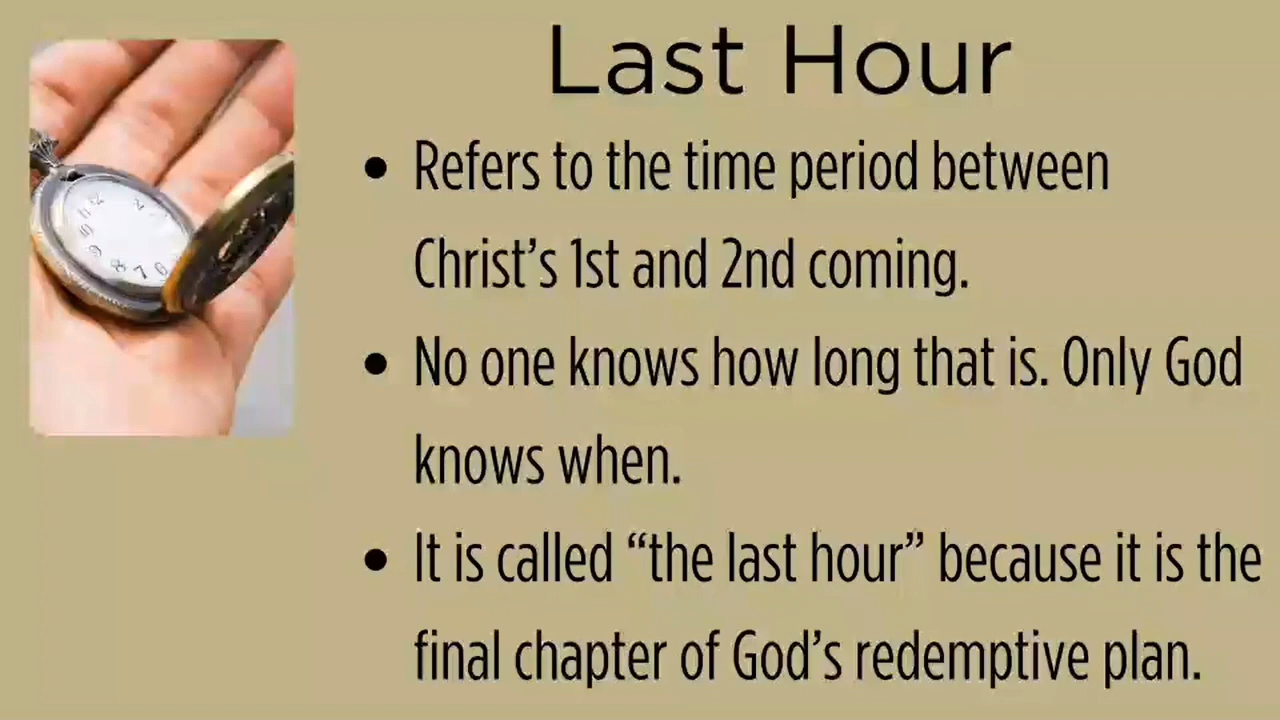 Last Hour
• Refers to the time period between
Christ’s 1st and 2nd coming.
• No one knows how long that is. Only God
knows when.
• It is called “the last hour” because it is the
final chapter of God’s redemptive plan.